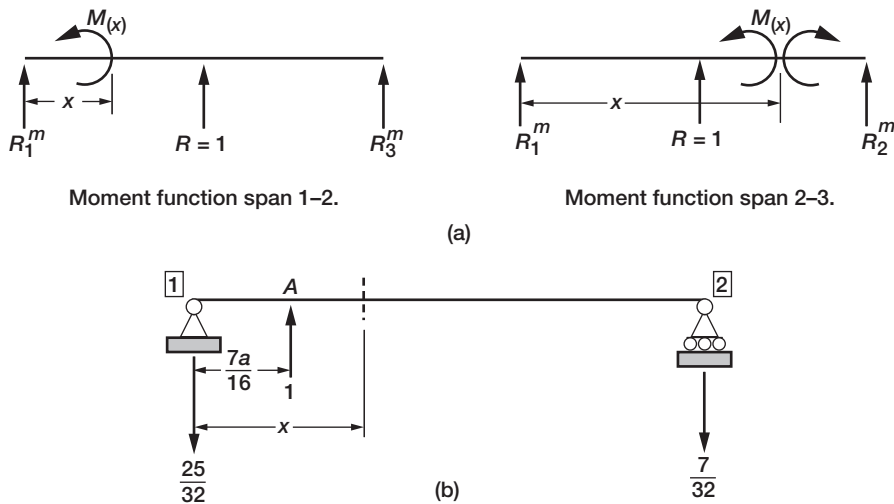 M(x)
M(x)
x
x
R₁ᵐ
R = 1
R₃ᵐ
R₁ᵐ
R = 1
R₂ᵐ
Moment function span 1–2.
Moment function span 2–3.
(a)
1
A
2
7a/16
1
x
25/32
7/32
(b)